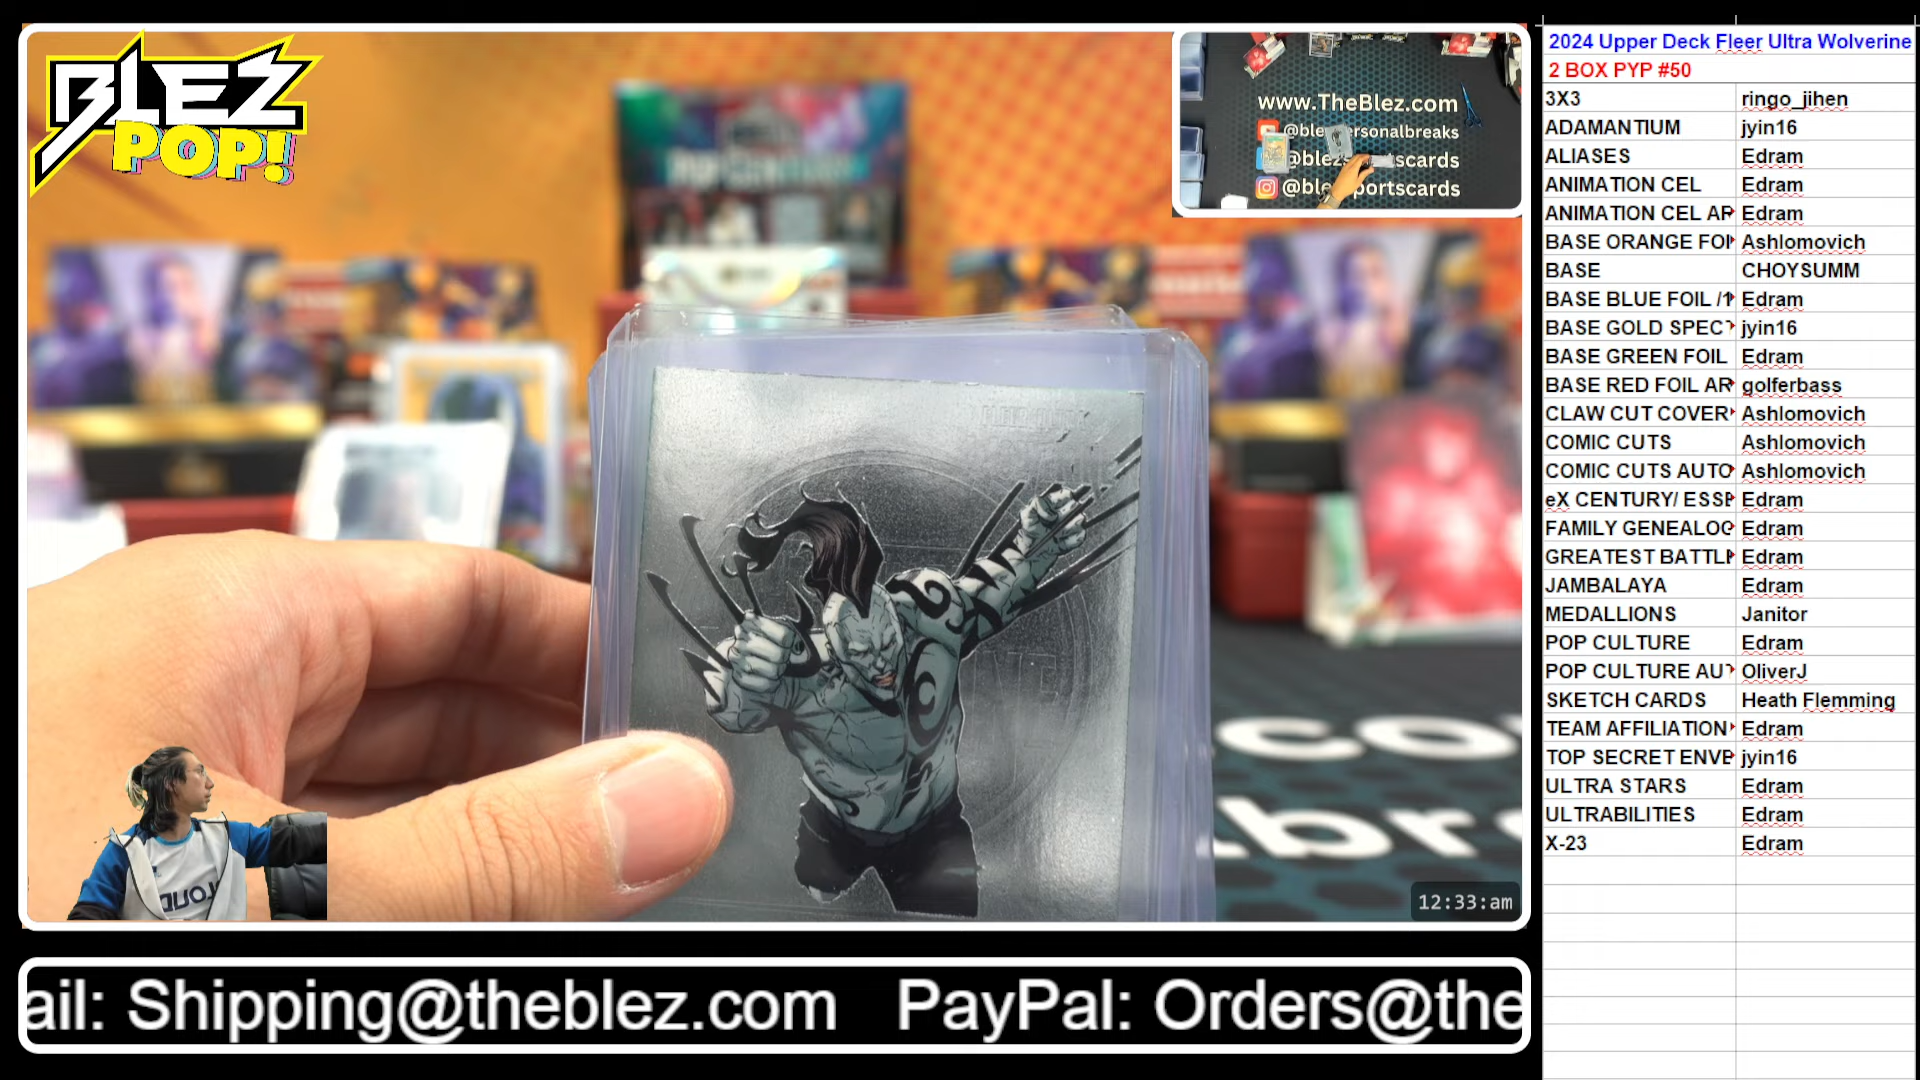 BLEZ
POP!
www.TheBlez.com
@blezsportscards
12:33:am
ail: Shipping@theblez.com PayPal: Orders@the
2024 Upper Deck Fleer Ultra Wolverine
2 BOX PYP #50
3X3 ringo_jihen
ADAMANTIUM jyin16
ALIASES Edram
ANIMATION CEL Edram
ANIMATION CEL AR Edram
BASE ORANGE FOI Ashlomovich
BASE CHOYSUMM
BASE BLUE FOIL /1 Edram
BASE GOLD SPEC jyin16
BASE GREEN FOIL Edram
BASE RED FOIL AR golferbass
CLAW CUT COVER Ashlomovich
COMIC CUTS Ashlomovich
COMIC CUTS AUTO Ashlomovich
eX CENTURY/ ESSE Edram
FAMILY GENEALOG Edram
GREATEST BATTL Edram
JAMBALAYA Edram
MEDALLIONS Janitor
POP CULTURE Edram
POP CULTURE AU OliverJ
SKETCH CARDS Heath Flemming
TEAM AFFILIATION Edram
TOP SECRET ENVE jyin16
ULTRA STARS Edram
ULTRABILITIES Edram
X-23 Edram